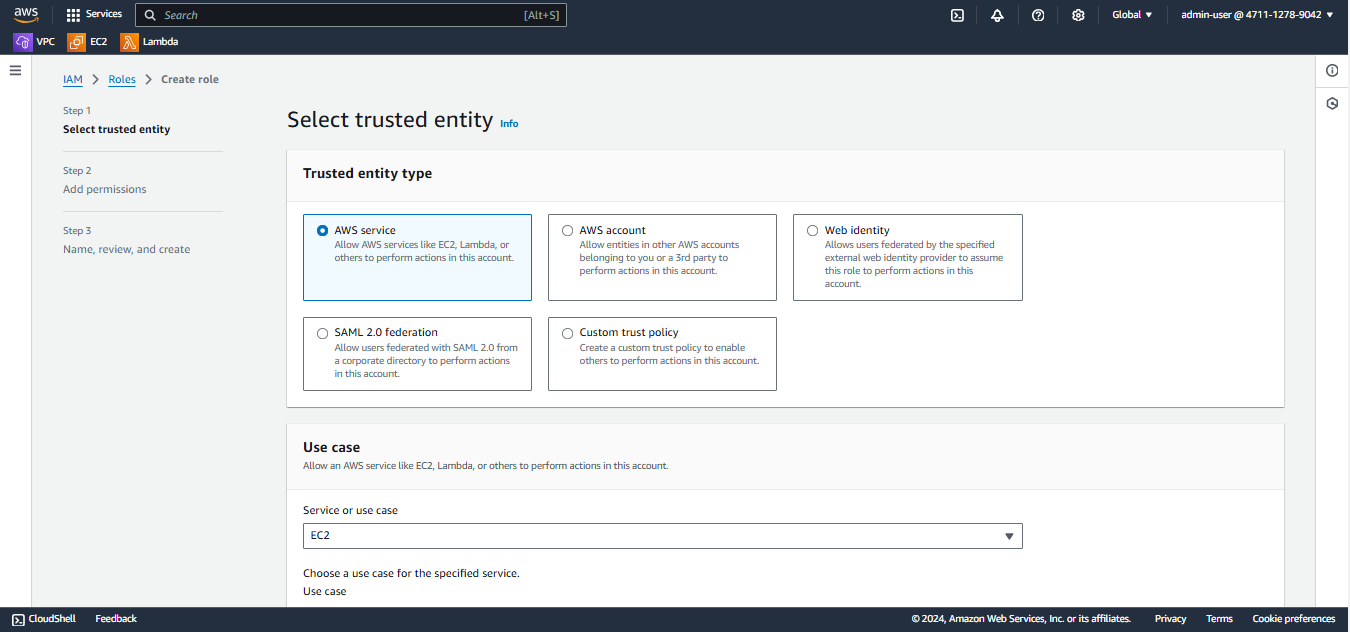 aws
Services
Search [Alt+S]
Global
admin-user @ 4711-1278-9042
VPC
EC2
Lambda
IAM
Roles
Create role
Step 1
Select trusted entity
Step 2
Add permissions
Step 3
Name, review, and create
Select trusted entity Info
Trusted entity type
AWS service
Allow AWS services like EC2, Lambda, or
others to perform actions in this account.
AWS account
Allow entities in other AWS accounts
belonging to you or a 3rd party to
perform actions in this account.
Web identity
Allows users federated by the specified
external web identity provider to assume
this role to perform actions in this
account.
SAML 2.0 federation
Allow users federated with SAML 2.0 from
a corporate directory to perform actions
in this account.
Custom trust policy
Create a custom trust policy to enable
others to perform actions in this account.
Use case
Allow an AWS service like EC2, Lambda, or others to perform actions in this account.
Service or use case
EC2
Choose a use case for the specified service.
Use case
CloudShell
Feedback
© 2024, Amazon Web Services, Inc. or its affiliates.
Privacy
Terms
Cookie preferences